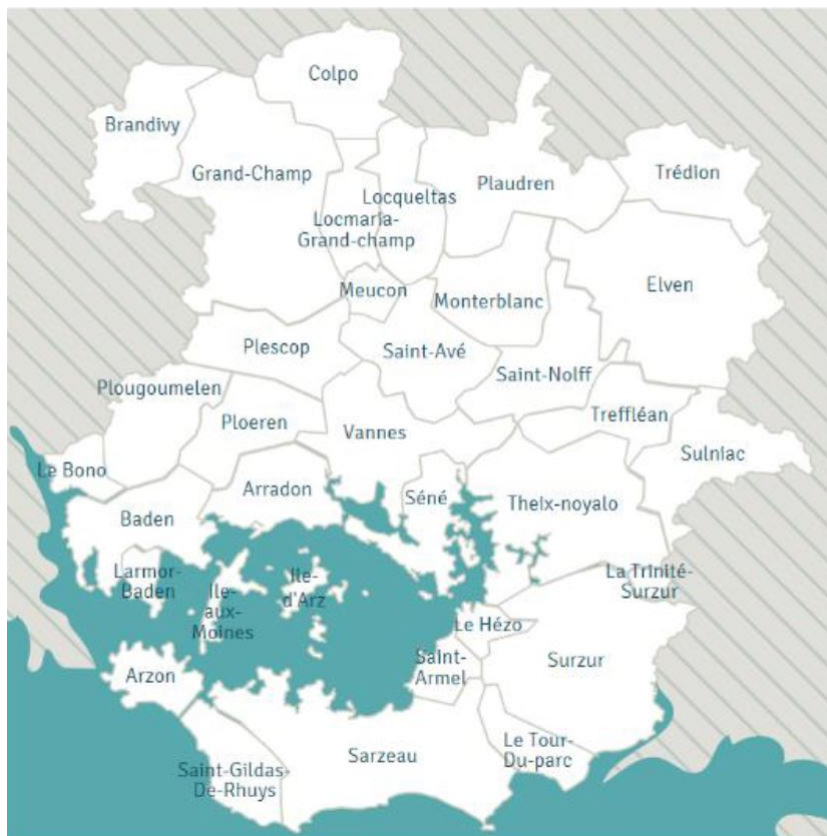 Colpo
Brandivy
Grand-Champ
Trédion
Plaudren
Locqueltas
Locmaria-
Grand-champ
Elven
Meucon
Monterblanc
Plescop
Saint-Avé
Saint-Nolff
Plougoumelen
Treffléan
Ploeren
Vannes
Sulniac
Le Bono
Arradon
Séné
Theix-noyalo
Baden
Larmor-
Baden
Ile-
aux-
Moines
Ile-
d'Arz
La Trinité-
Surzur
Le Hézo
Saint-
Armel
Surzur
Arzon
Le Tour-
Du-parc
Sarzeau
Saint-Gildas-
De-Rhuys